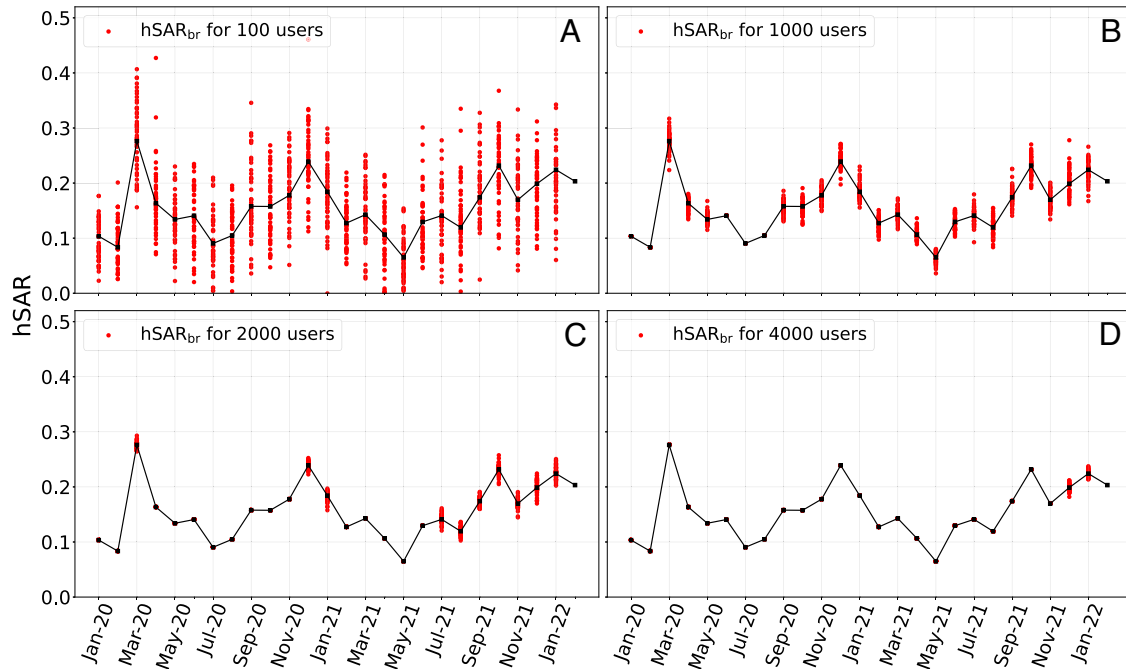 hSAR
0.5
0.4
0.3
0.2
0.1
0.0
hSARbr for 100 users
A
hSARbr for 1000 users
B
0.5
0.4
0.3
0.2
0.1
0.0
hSARbr for 2000 users
C
hSARbr for 4000 users
D
Jan-20 Mar-20 May-20 Jul-20 Sep-20 Nov-20 Jan-21 Mar-21 May-21 Jul-21 Sep-21 Nov-21 Jan-22
Jan-20 Mar-20 May-20 Jul-20 Sep-20 Nov-20 Jan-21 Mar-21 May-21 Jul-21 Sep-21 Nov-21 Jan-22